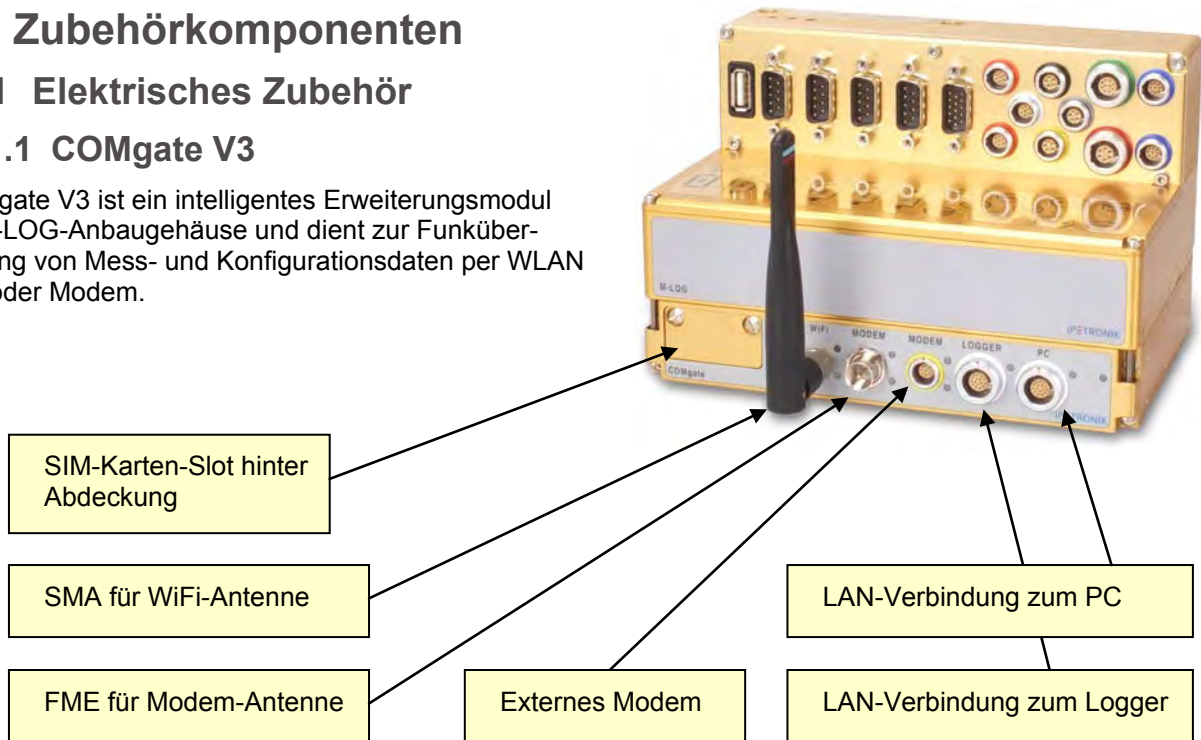 Zubehörkomponenten
Elektrisches Zubehör
.1 COMgate V3
gate V3 ist ein intelligentes Erweiterungsmodul
-LOG-Anbaugehäuse und dient zur Funküber-
ng von Mess- und Konfigurationsdaten per WLAN
oder Modem.
M-LOG
IPETRONIK
WiFi
MODEM
MODEM
LOGGER
PC
COMgate
IPETRONIK
SIM-Karten-Slot hinter
Abdeckung
SMA für WiFi-Antenne
LAN-Verbindung zum PC
FME für Modem-Antenne
Externes Modem
LAN-Verbindung zum Logger